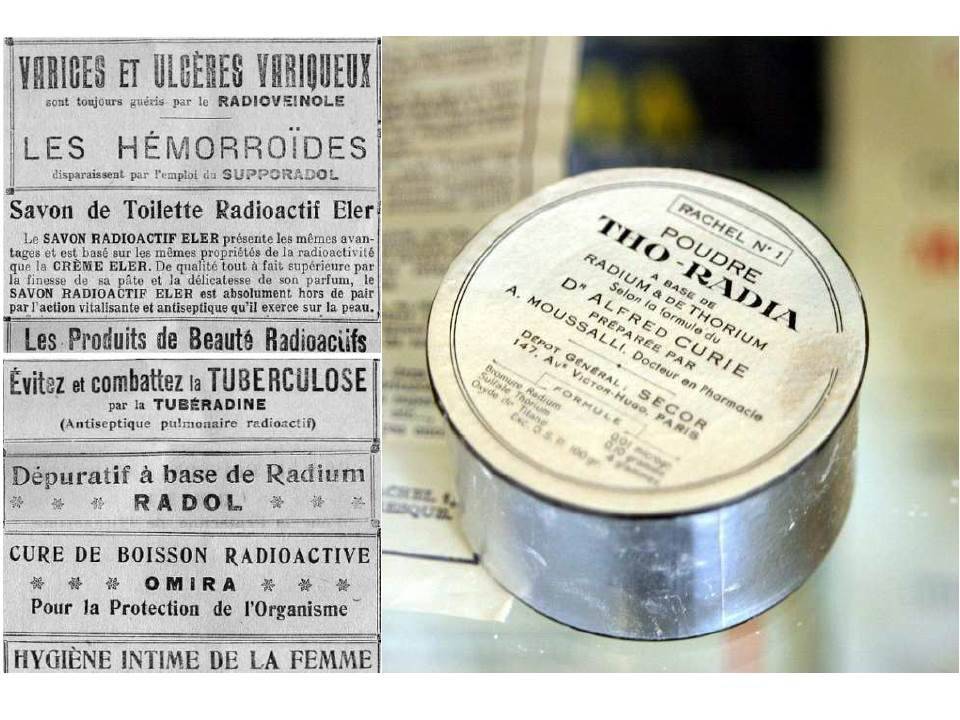 VARICES ET ULCÈRES VARIQUEUX
sont toujours guéris par le RADIOVEINOLE
LES HÉMORROÏDES
disparaissent par l'emploi du SUPPORADOL
Savon de Toilette Radioactif Eler
Le SAVON RADIOACTIF ELER présente les mêmes avan-
tages et est basé sur les mêmes propriétés de la radioactivité
que la CRÈME ELER. De qualité tout à fait supérieure par
la finesse de sa pâte et la délicatesse de son parfum, le
SAVON RADIOACTIF ELER est absolument hors de pair
par l'action vitalisante et antiseptique qu'il exerce sur la peau.
Les Produits de Beauté Radioactifs
Évitez et combattez la TUBERCULOSE
par la TUBÉRADINE
(Antiseptique pulmonaire radioactif)
Dépuratif à base de Radium
RADOL
CURE DE BOISSON RADIOACTIVE
OMIRA
Pour la Protection de l'Organisme
HYGIÈNE INTIME DE LA FEMME
RACHEL N° 1
POUDRE
THO-RADIA
A BASE DE
RADIUM & DE THORIUM
Selon la formule du
Dr ALFRED CURIE
PRÉPARÉE PAR
A. MOUSSALLI, Docteur en Pharmacie
DÉPOT GÉNÉRAL, SECOR
147, Ave VICTOR-HUGO, PARIS
FORMULE
Bromure Radium
Sulfate Thorium
Oxyde de Titane
Exc. Q. S. P. 100 gr.